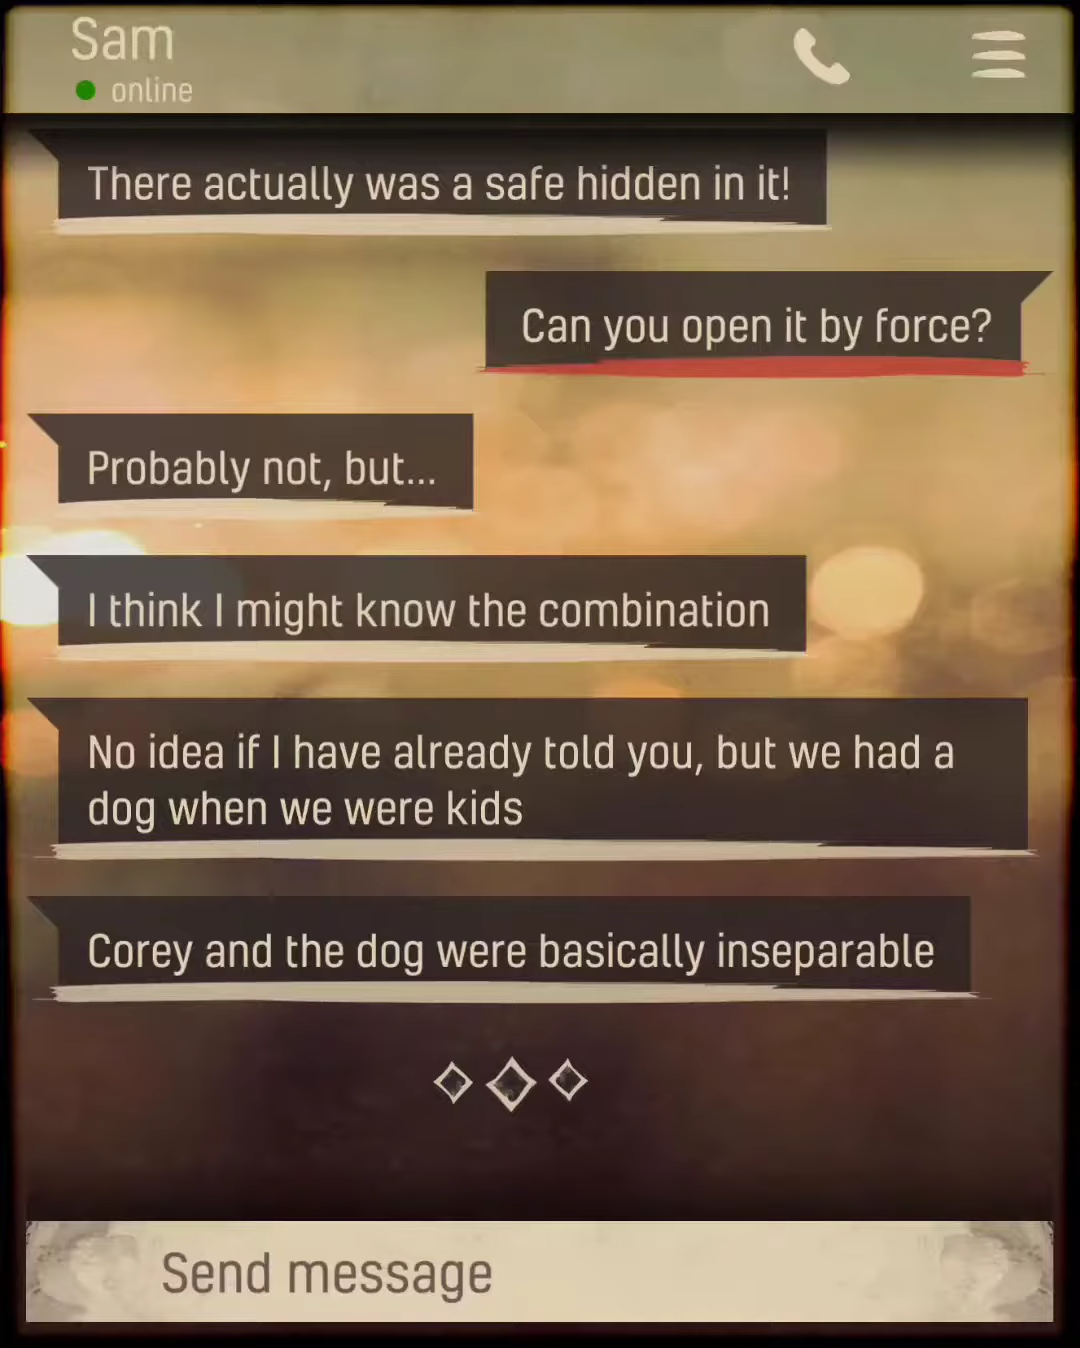 Sam
online
There actually was a safe hidden in it!
Can you open it by force?
Probably not, but...
I think I might know the combination
No idea if I have already told you, but we had a
dog when we were kids
Corey and the dog were basically inseparable
Send message